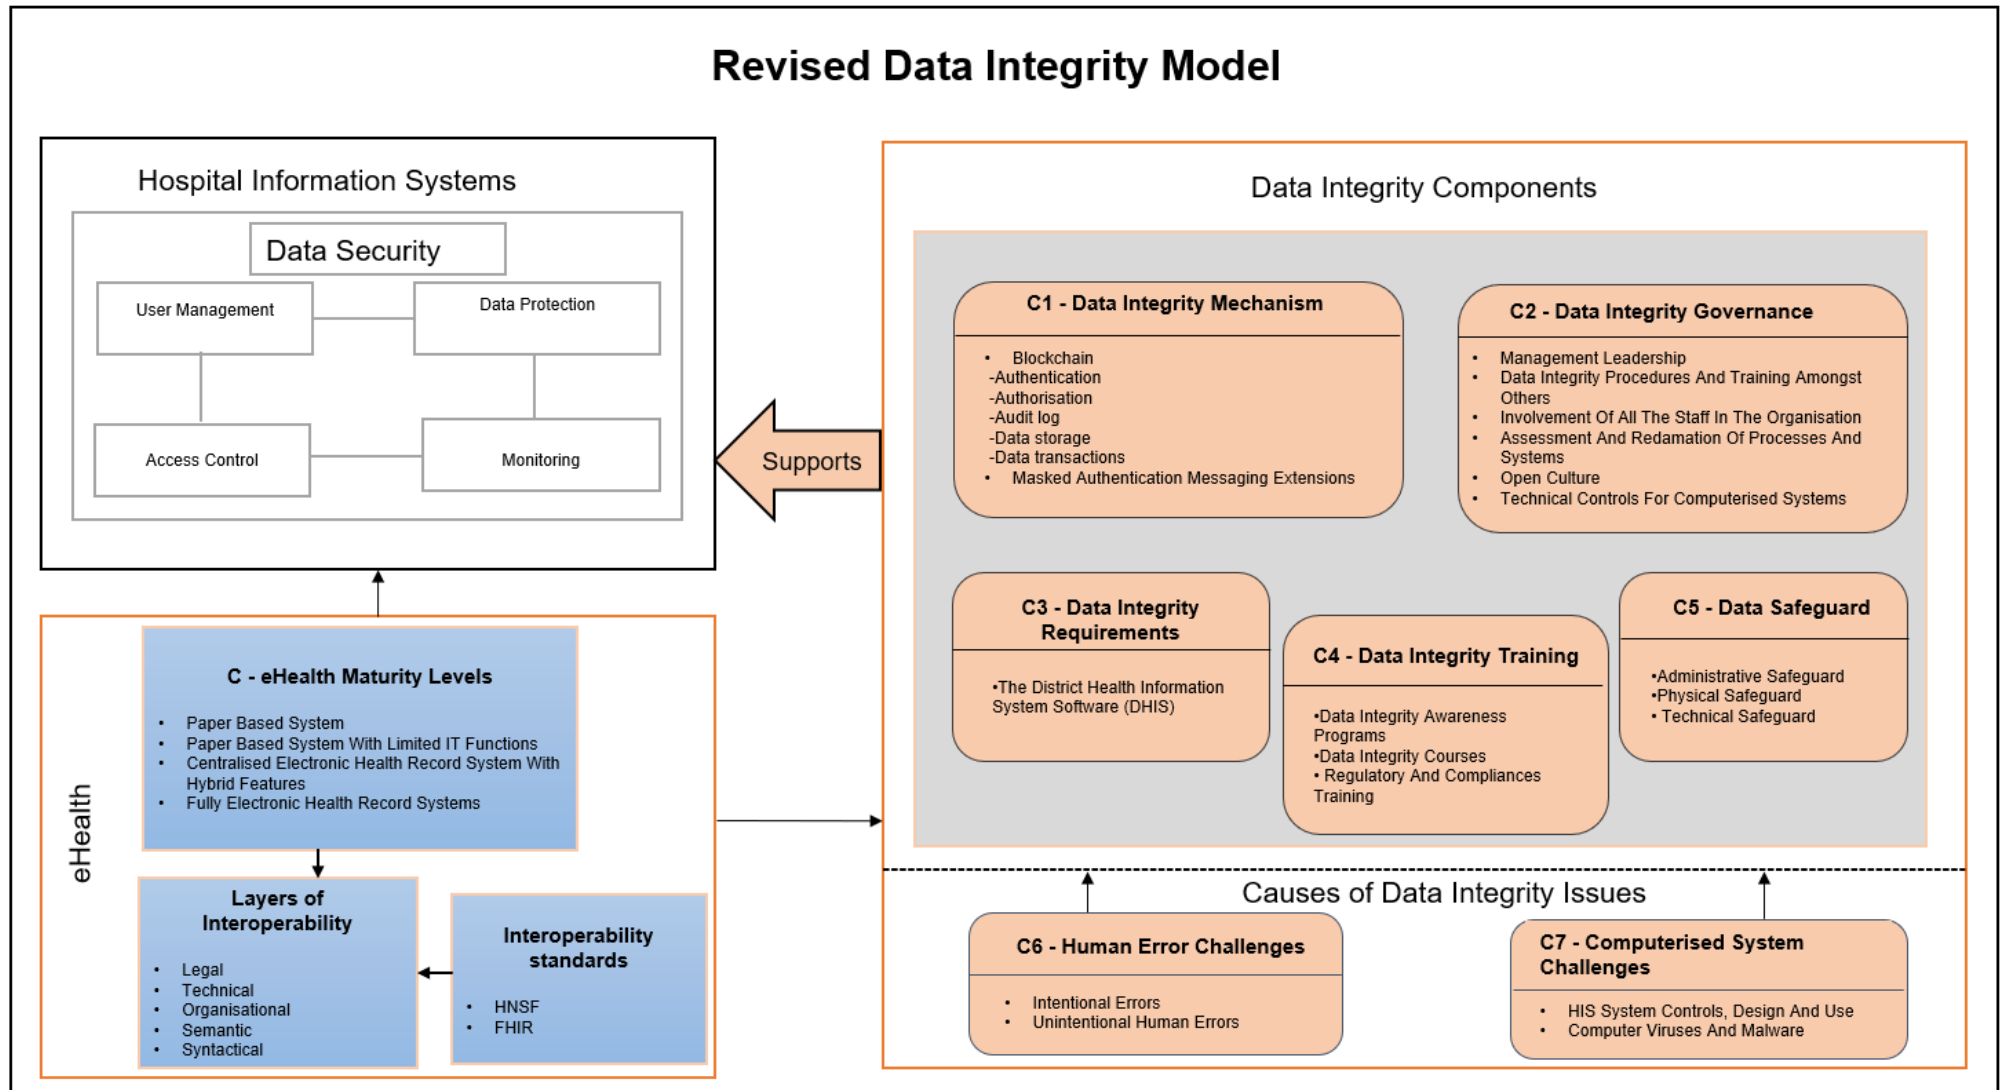 Revised Data Integrity Model
Hospital Information Systems
Data Security
User Management
Data Protection
Access Control
Monitoring
Supports
Data Integrity Components
C1 - Data Integrity Mechanism
• Blockchain
-Authentication
-Authorisation
-Audit log
-Data storage
-Data transactions
• Masked Authentication Messaging Extensions
C2 - Data Integrity Governance
• Management Leadership
• Data Integrity Procedures And Training Amongst
Others
• Involvement Of All The Staff In The Organisation
• Assessment And Redamation Of Processes And
Systems
• Open Culture
• Technical Controls For Computerised Systems
C3 - Data Integrity
Requirements
•The District Health Information
System Software (DHIS)
C4 - Data Integrity Training
•Data Integrity Awareness
Programs
•Data Integrity Courses
• Regulatory And Compliances
Training
C5 - Data Safeguard
•Administrative Safeguard
•Physical Safeguard
• Technical Safeguard
eHealth
C - eHealth Maturity Levels
• Paper Based System
• Paper Based System With Limited IT Functions
• Centralised Electronic Health Record System With
Hybrid Features
• Fully Electronic Health Record Systems
Layers of
Interoperability
• Legal
• Technical
• Organisational
• Semantic
• Syntactical
Interoperability
standards
• HNSF
• FHIR
Causes of Data Integrity Issues
C6 - Human Error Challenges
• Intentional Errors
• Unintentional Human Errors
C7 - Computerised System
Challenges
• HIS System Controls, Design And Use
• Computer Viruses And Malware